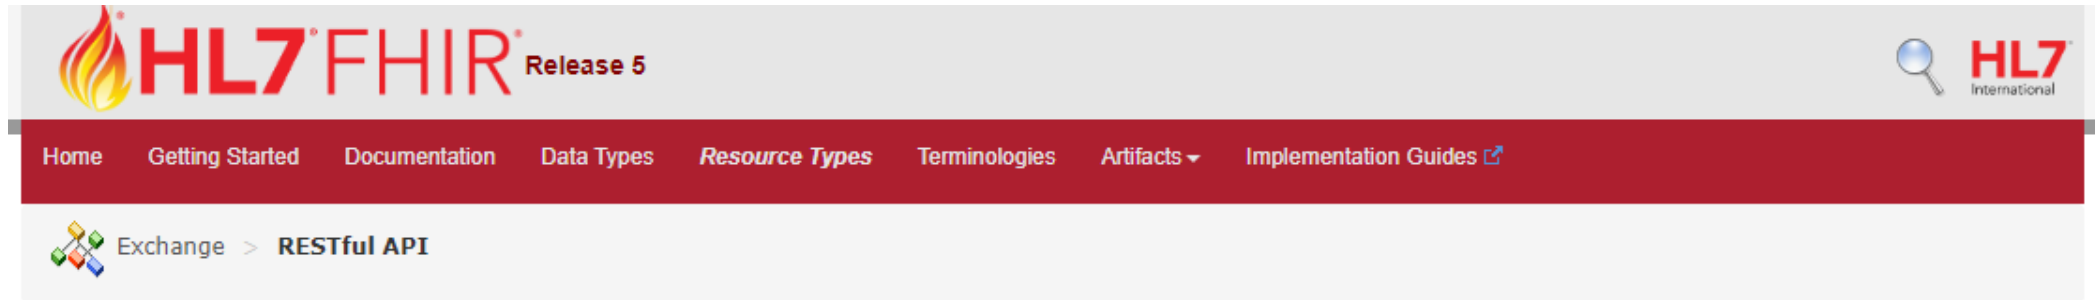 HL7® FHIR® Release 5
HL7®
International
Home Getting Started Documentation Data Types Resource Types Terminologies Artifacts Implementation Guides
Exchange > RESTful API